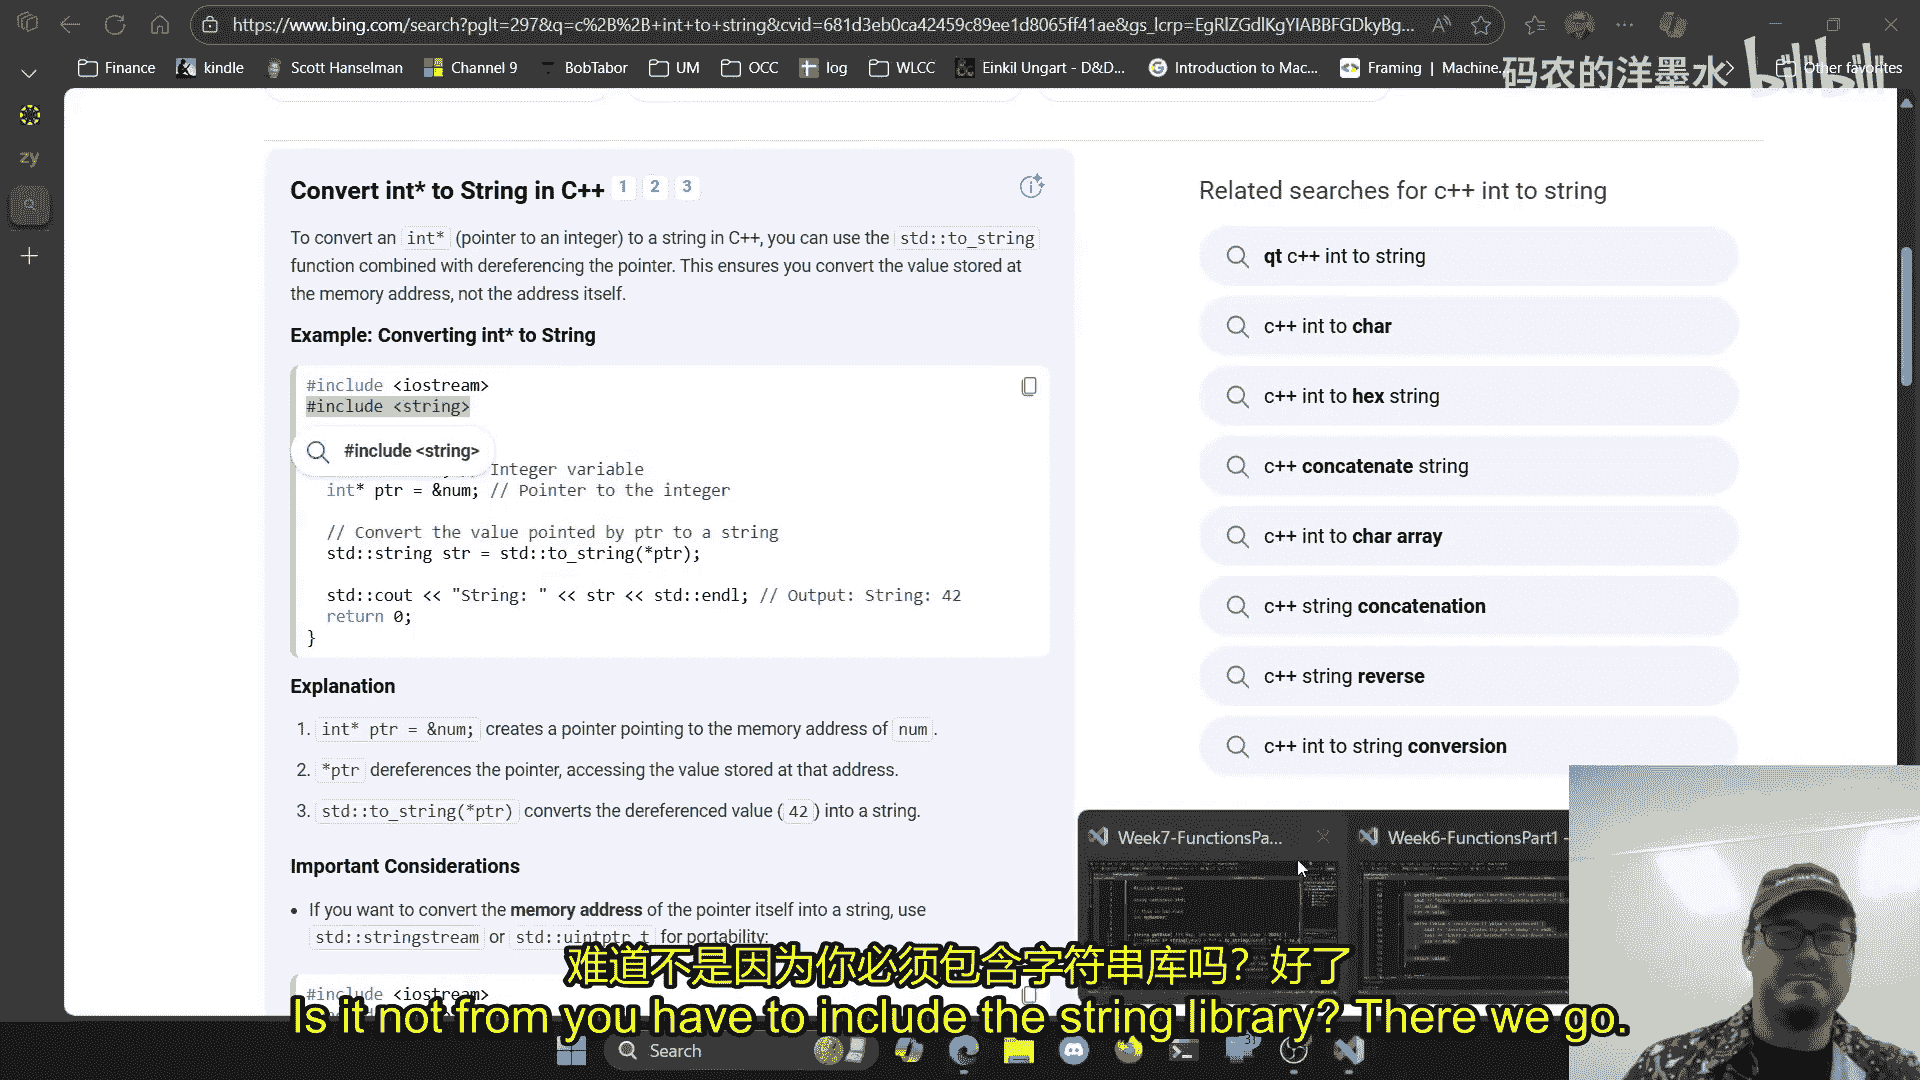 https://www.bing.com/search?pglt=297&q=c%2B%2B+int+to+string&cvid=681d3eb0ca42459c89ee1d8065ff41ae&gs_lcrp=EgRlZGdlKgYIABBFGDkyBg...
Finance
kindle
Scott Hanselman
Channel 9
BobTabor
UM
OCC
log
WLCC
Einkil Ungart - D&D...
Introduction to Mac...
Framing | Machine...
Other favorites
码农的洋墨水
bilibili
zy
Convert int* to String in C++ 1 2 3
To convert an int* (pointer to an integer) to a string in C++, you can use the std::to_string
function combined with dereferencing the pointer. This ensures you convert the value stored at
the memory address, not the address itself.
Example: Converting int* to String
#include <iostream>
#include <string>
#include <string>
Integer variable
int* ptr = &num; // Pointer to the integer
// Convert the value pointed by ptr to a string
std::string str = std::to_string(*ptr);
std::cout << "String: " << str << std::endl; // Output: String: 42
return 0;
}
Explanation
1. int* ptr = &num; creates a pointer pointing to the memory address of num.
2. *ptr dereferences the pointer, accessing the value stored at that address.
3. std::to_string(*ptr) converts the dereferenced value (42) into a string.
Important Considerations
• If you want to convert the memory address of the pointer itself into a string, use
std::stringstream or std::uintptr_t for portability:
#include <iostream>
Related searches for c++ int to string
qt c++ int to string
c++ int to char
c++ int to hex string
c++ concatenate string
c++ int to char array
c++ string concatenation
c++ string reverse
c++ int to string conversion
Week7-FunctionsPa...
Week6-FunctionsPart1 -
难道不是因为你必须包含字符串库吗？好了
Is it not from you have to include the string library? There we go.
Search